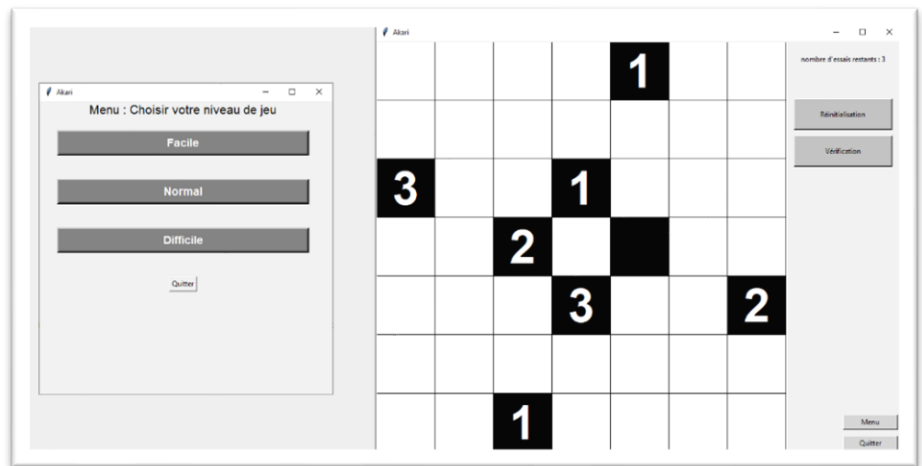 Akari
Menu : Choisir votre niveau de jeu
Facile
Normal
Difficile
Quitter
Akari
1
3 1
2
3 2
1
nombre d'essais restants : 3
Réinitialisation
Vérification
Menu
Quitter